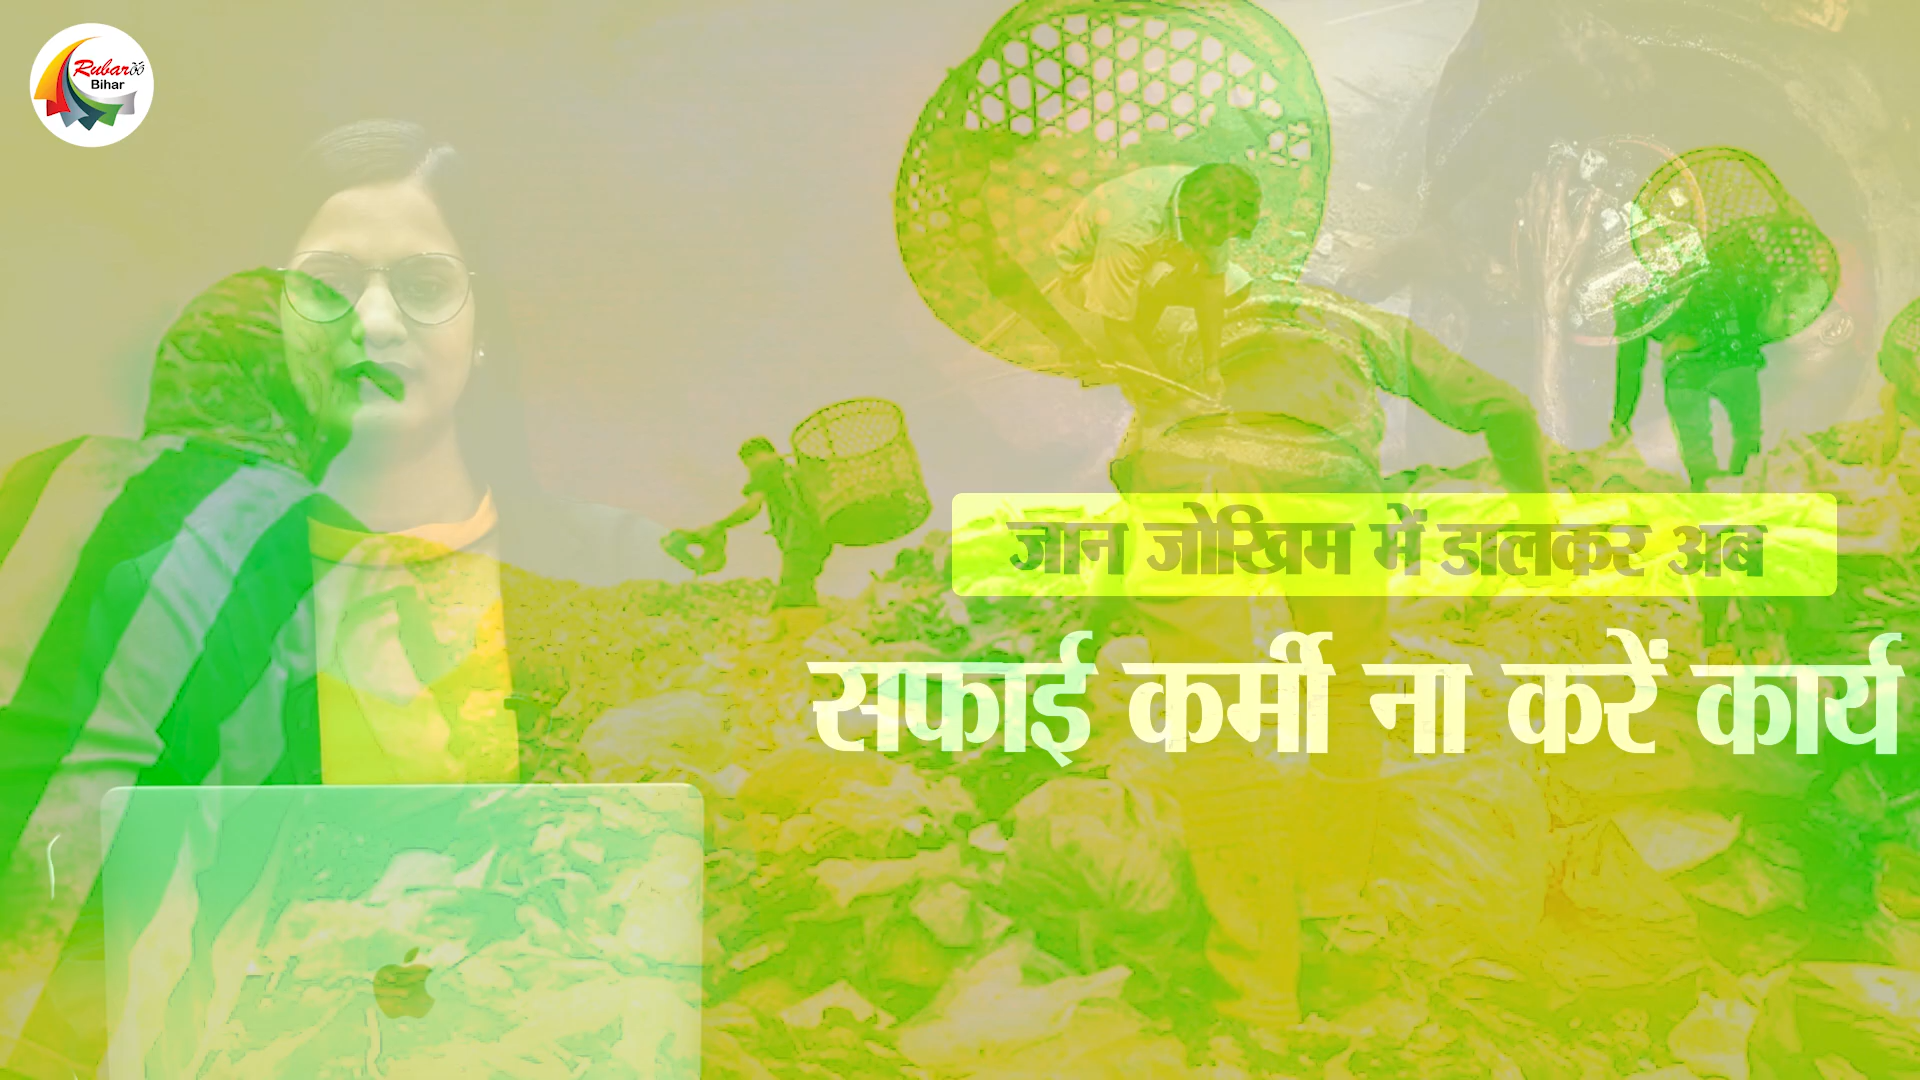 Rubaroo
Bihar
जान जोखिम में डालकर अब
सफाई कर्मी ना करें कार्य